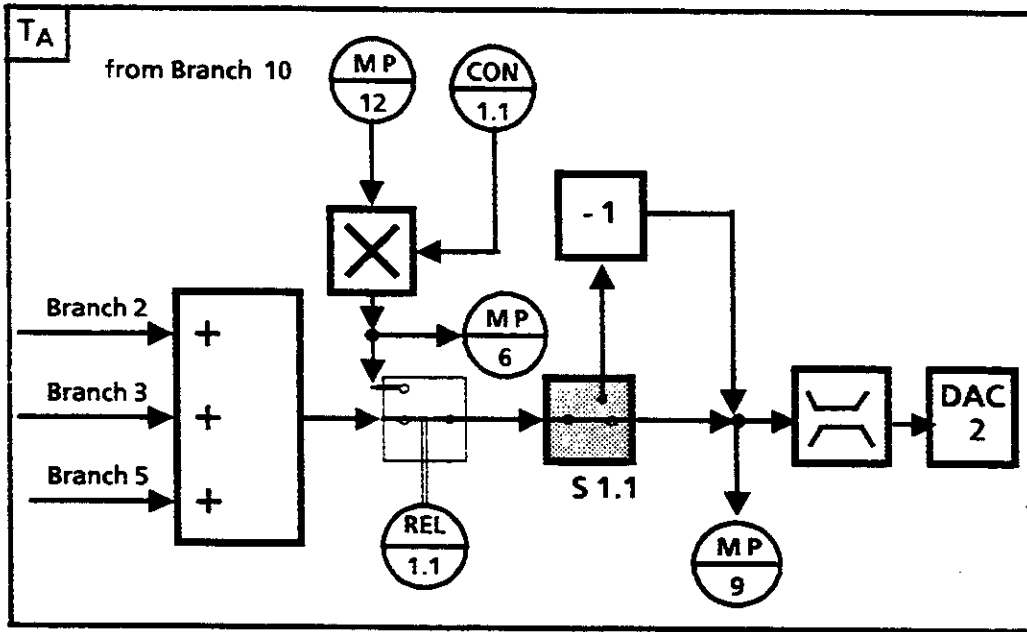 TA
from Branch 10
MP
12
CON
1.1
- 1
Branch 2
+
MP
6
Branch 3
+
DAC
2
Branch 5
+
S 1.1
REL
1.1
MP
9